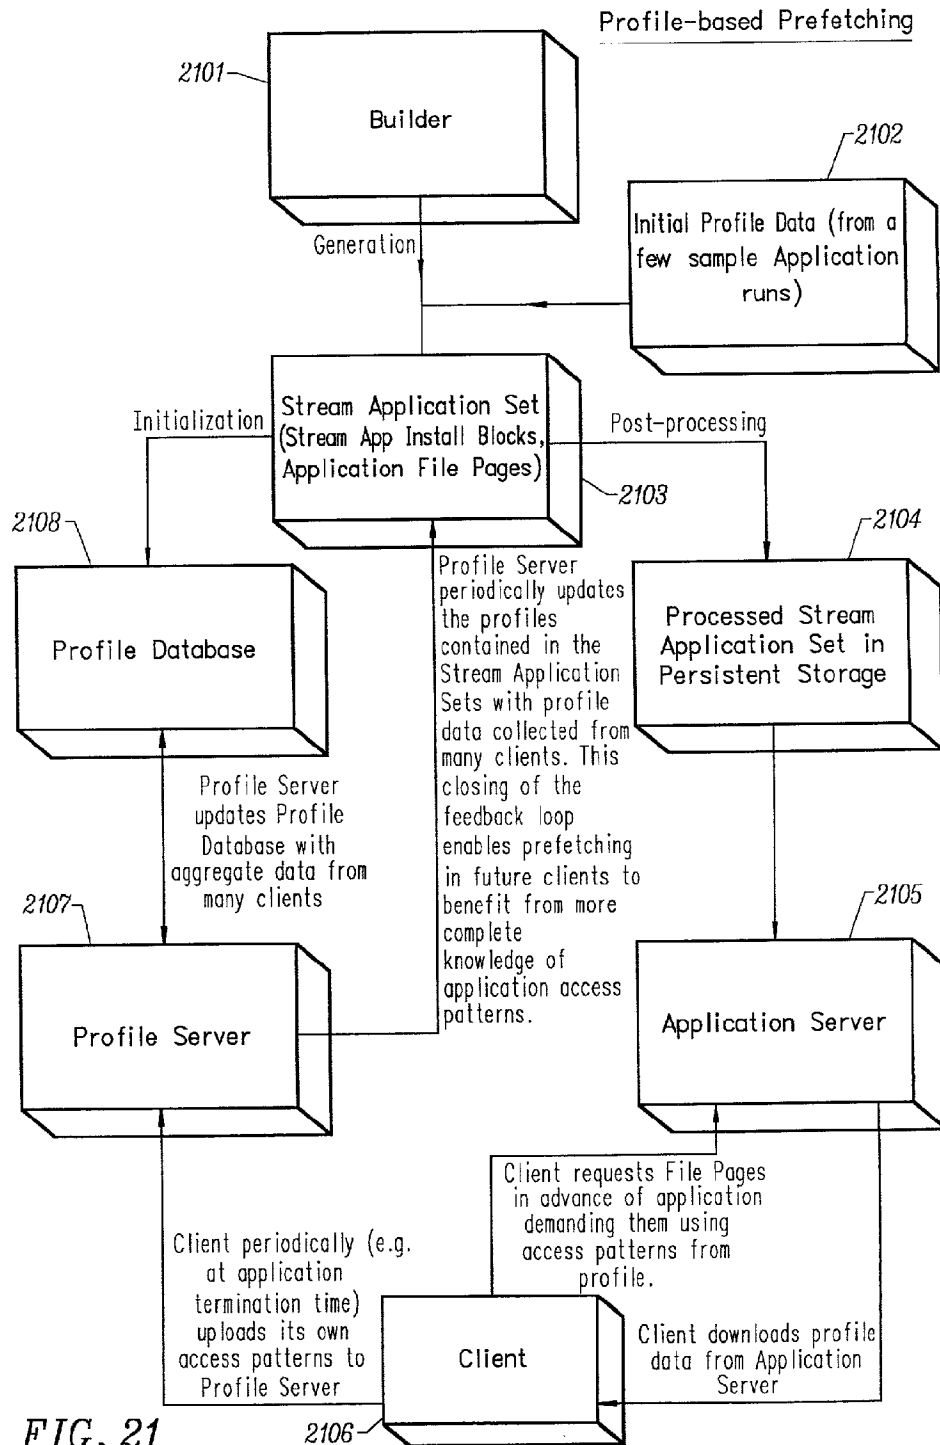 Profile-based Prefetching
2101
Builder
2102
Initial Profile Data (from a
few sample Application
runs)
Generation
Initialization
Stream Application Set
(Stream App Install Blocks,
Application File Pages)
Post-processing
2103
2108
2104
Profile Database
Profile Server
periodically updates
the profiles
contained in the
Stream Application
Sets with profile
data collected from
many clients. This
closing of the
feedback loop
enables prefetching
in future clients to
benefit from more
complete
knowledge of
application access
patterns.
Processed Stream
Application Set in
Persistent Storage
Profile Server
updates Profile
Database with
aggregate data from
many clients
2107
2105
Profile Server
Application Server
Client requests File Pages
in advance of application
demanding them using
access patterns from
profile.
Client periodically (e.g.
at application
termination time)
uploads its own
access patterns to
Profile Server
Client
Client downloads profile
data from Application
Server
2106
FIG. 21